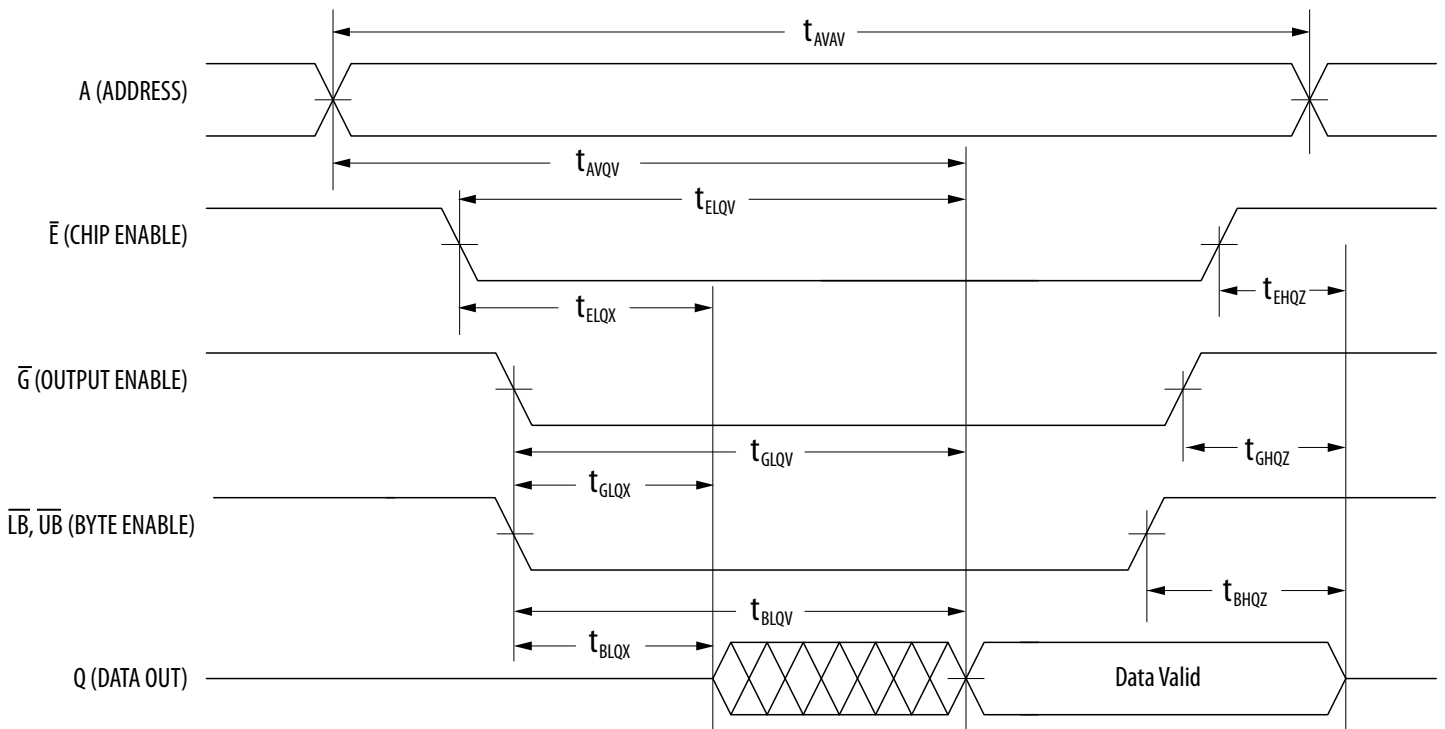 tAVAV
A (ADDRESS)
tAVQV
tELQV
E̅ (CHIP ENABLE)
tELQX
tEHQZ
G̅ (OUTPUT ENABLE)
tGLQV
tGHQZ
tGLQX
L̅B̅, U̅B̅ (BYTE ENABLE)
tBHQZ
tBLQV
tBLQX
Q (DATA OUT)
Data Valid